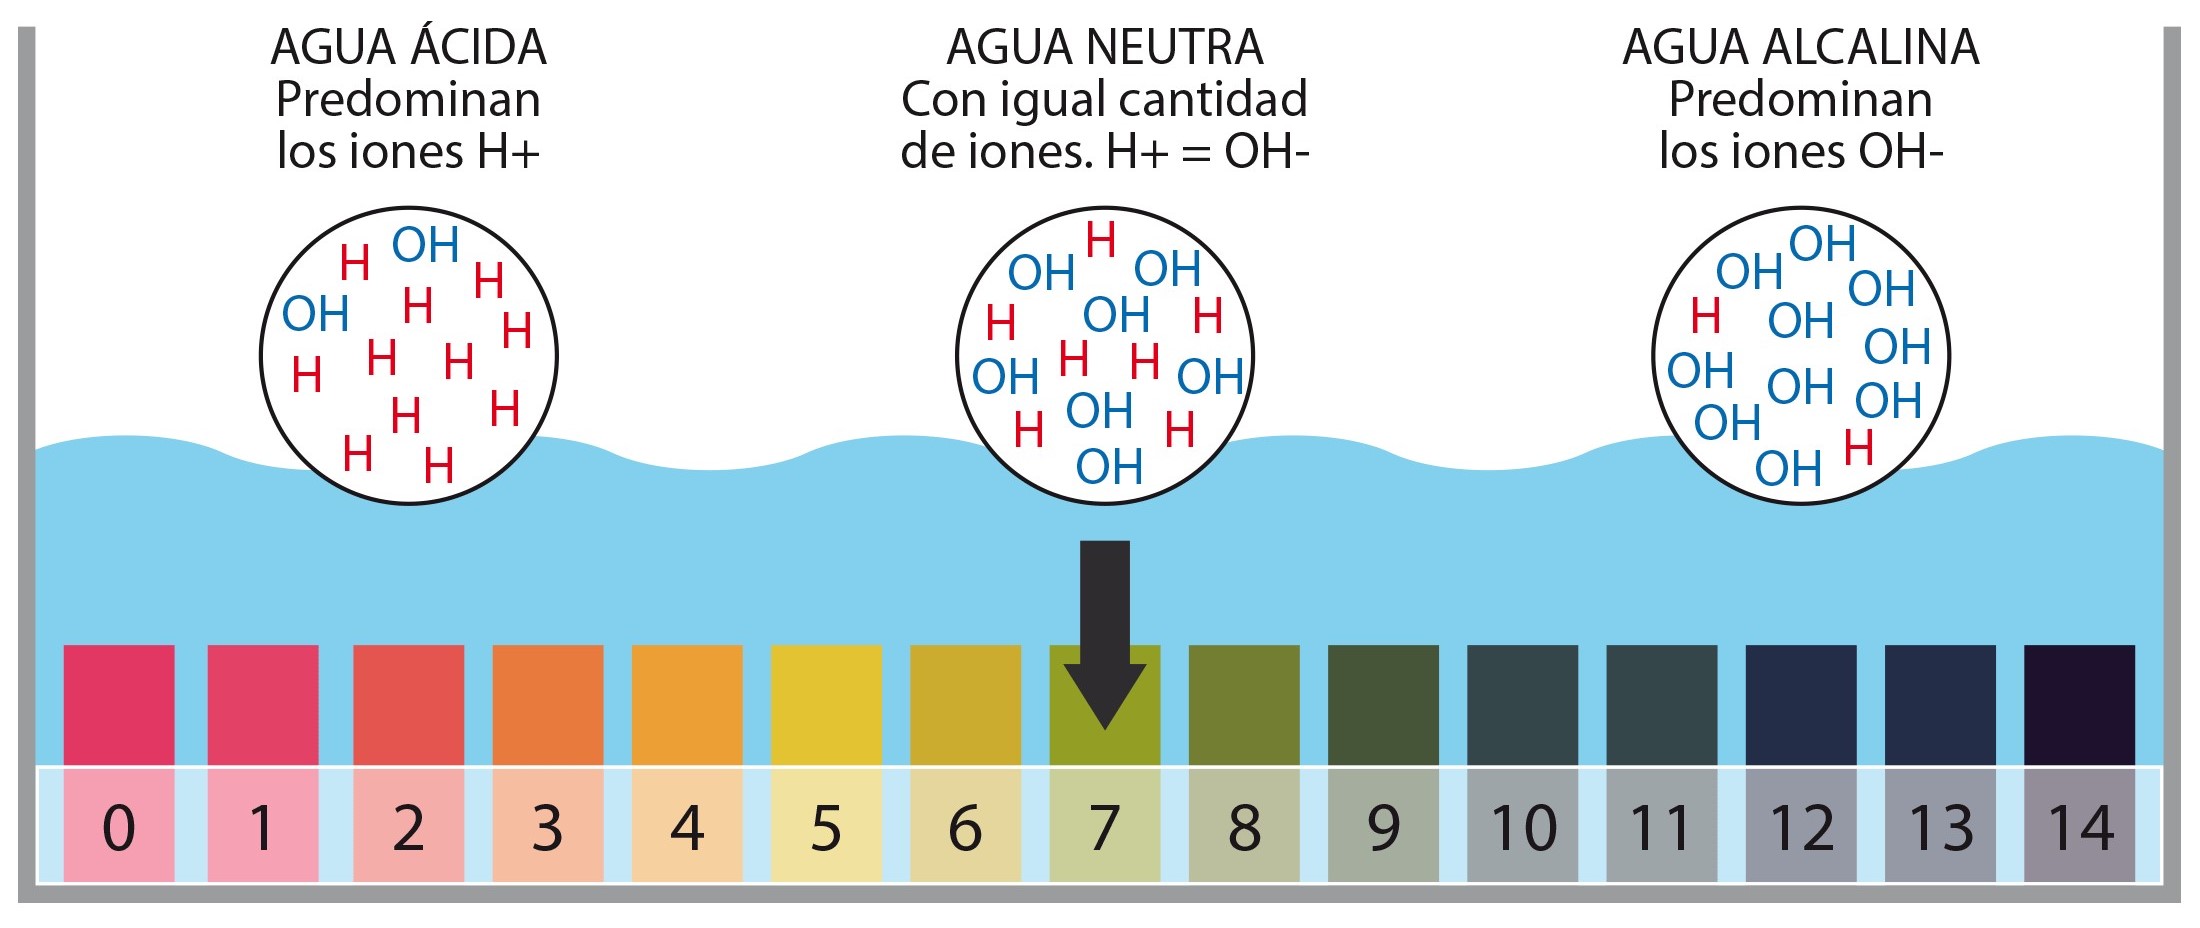 AGUA ÁCIDA
Predominan
los iones H+
AGUA NEUTRA
Con igual cantidad
de iones. H+ = OH-
AGUA ALCALINA
Predominan
los iones OH-
OH
H
H
H
OH
H
H
H
H
H
H
H
H
H
OH
OH
OH
H
H
H
H
OH
OH
OH
H
H
OH
OH
OH
OH
H
OH
OH
OH
OH
OH
OH
H
OH
0 1 2 3 4 5 6 7 8 9 10 11 12 13 14